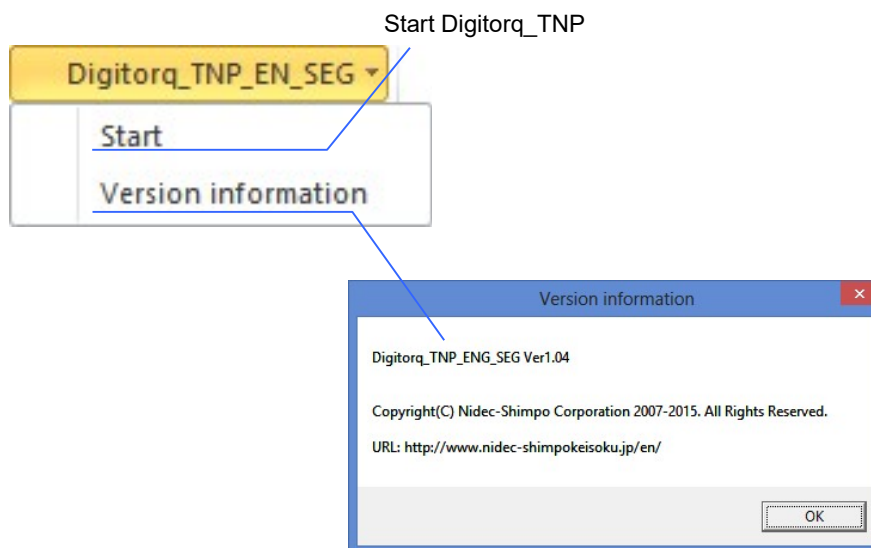 Start Digitorq_TNP
Digitorq_TNP_EN_SEG
Start
Version information
Version information
Digitorq_TNP_ENG_SEG Ver1.04
Copyright(C) Nidec-Shimpo Corporation 2007-2015. All Rights Reserved.
URL: http://www.nidec-shimpokeisoku.jp/en/
OK